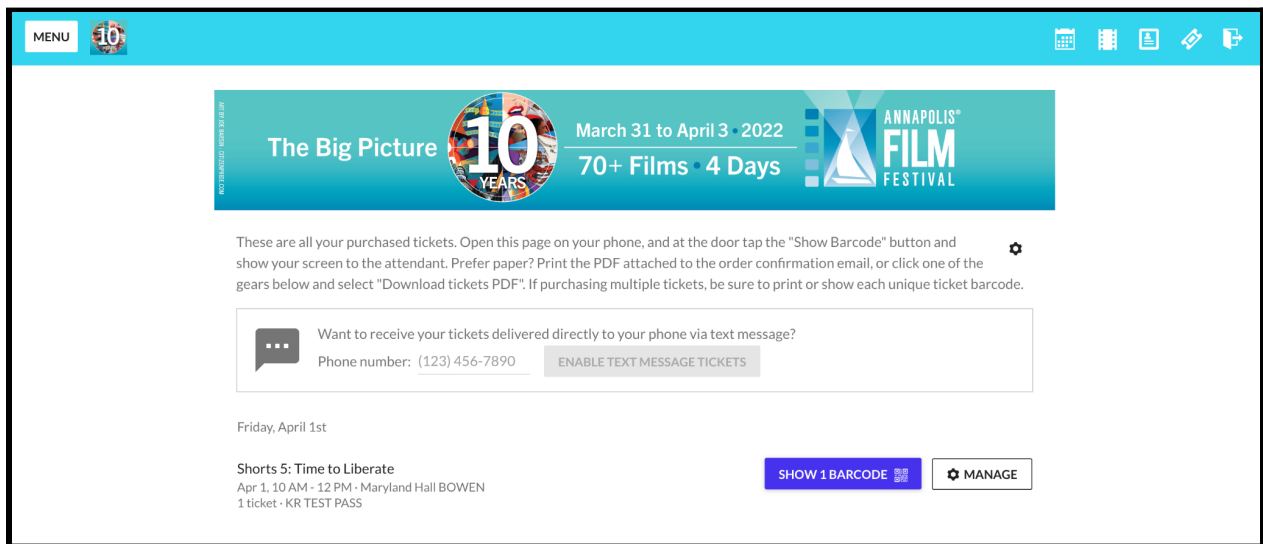 MENU
10
ART BY JOE BARSIN - CITIZENPRIDE.COM
The Big Picture
10
YEARS
March 31 to April 3 • 2022
70+ Films • 4 Days
ANNAPOLIS®
FILM
FESTIVAL
These are all your purchased tickets. Open this page on your phone, and at the door tap the "Show Barcode" button and
show your screen to the attendant. Prefer paper? Print the PDF attached to the order confirmation email, or click one of the
gears below and select "Download tickets PDF". If purchasing multiple tickets, be sure to print or show each unique ticket barcode.
Want to receive your tickets delivered directly to your phone via text message?
Phone number: (123) 456-7890 ENABLE TEXT MESSAGE TICKETS
Friday, April 1st
Shorts 5: Time to Liberate
Apr 1, 10 AM - 12 PM · Maryland Hall BOWEN
1 ticket · KR TEST PASS
SHOW 1 BARCODE
MANAGE